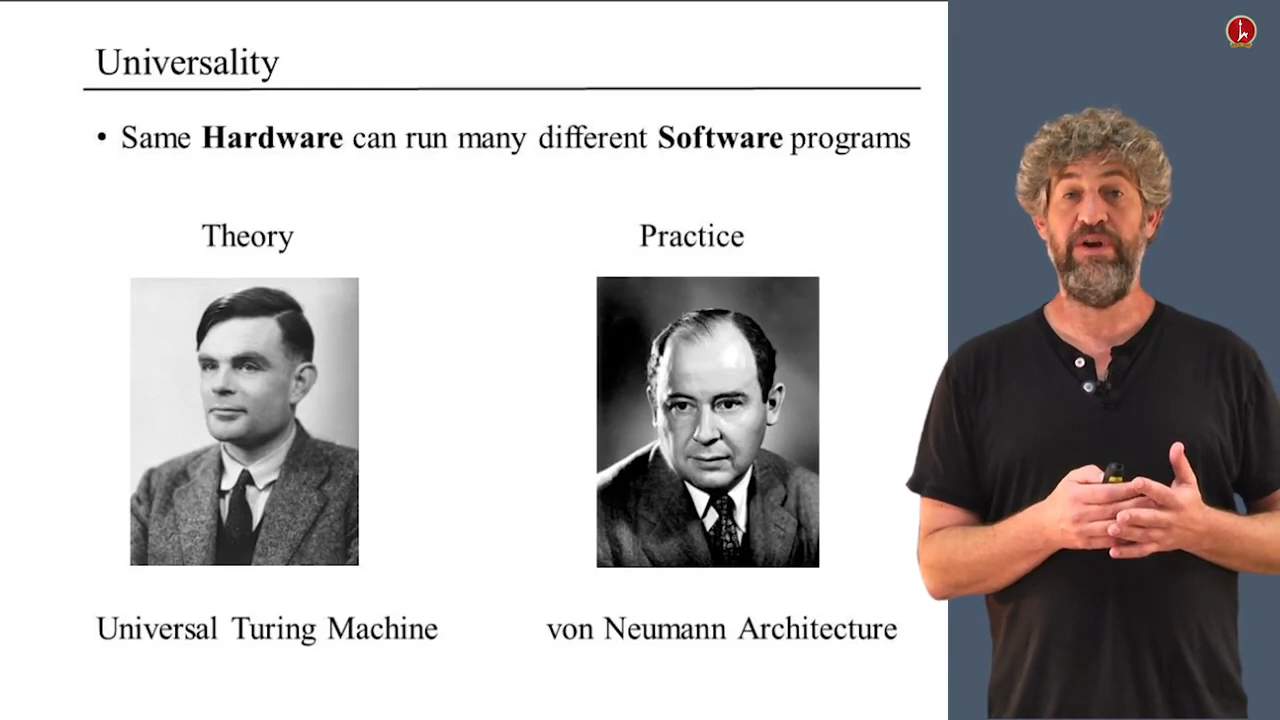 Universality
• Same Hardware can run many different Software programs
Theory
Practice
Universal Turing Machine
von Neumann Architecture